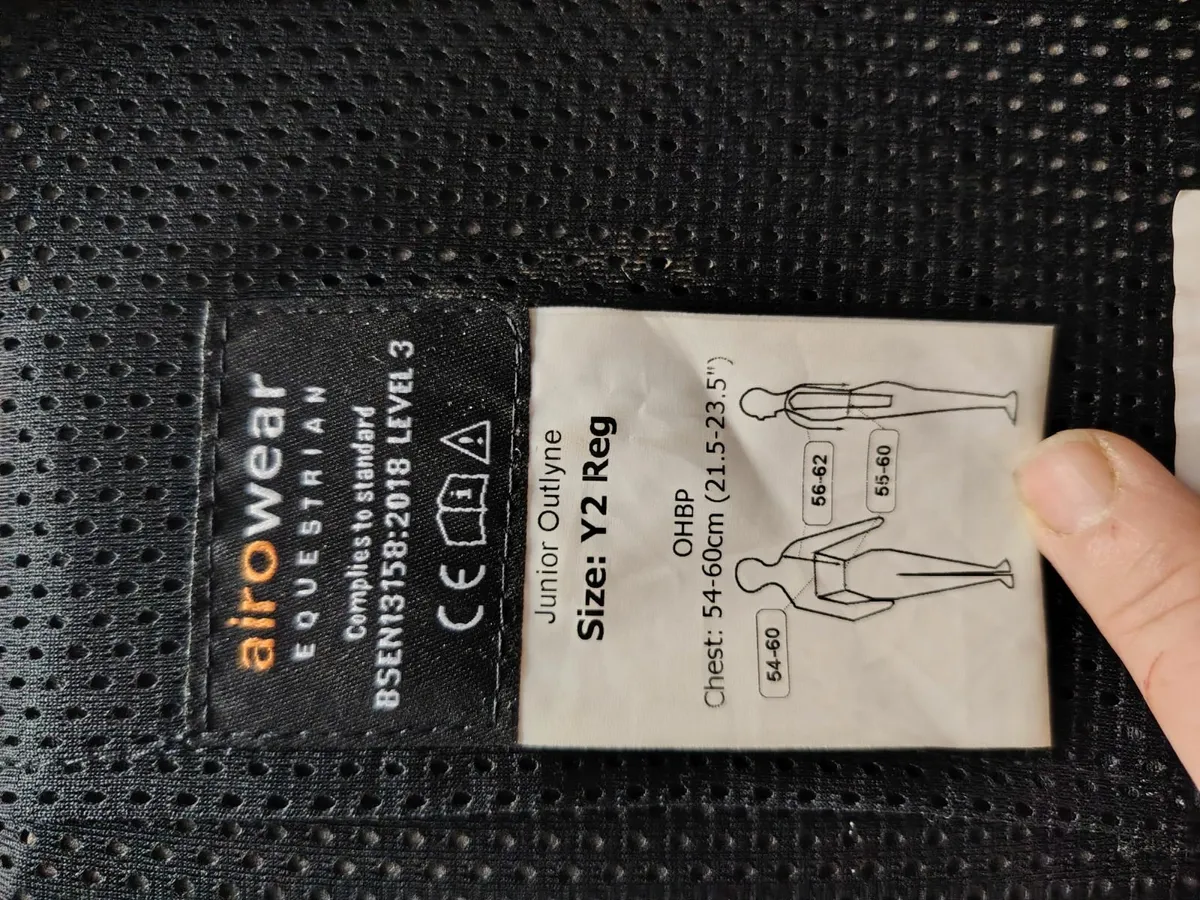 airowear
EQUESTRIAN
Complies to standard
BSEN13158:2018 LEVEL 3
CE
Junior Outlyne
Size: Y2 Reg
OHBP
Chest: 54-60cm (21.5-23.5")
54-60
56-62
55-60